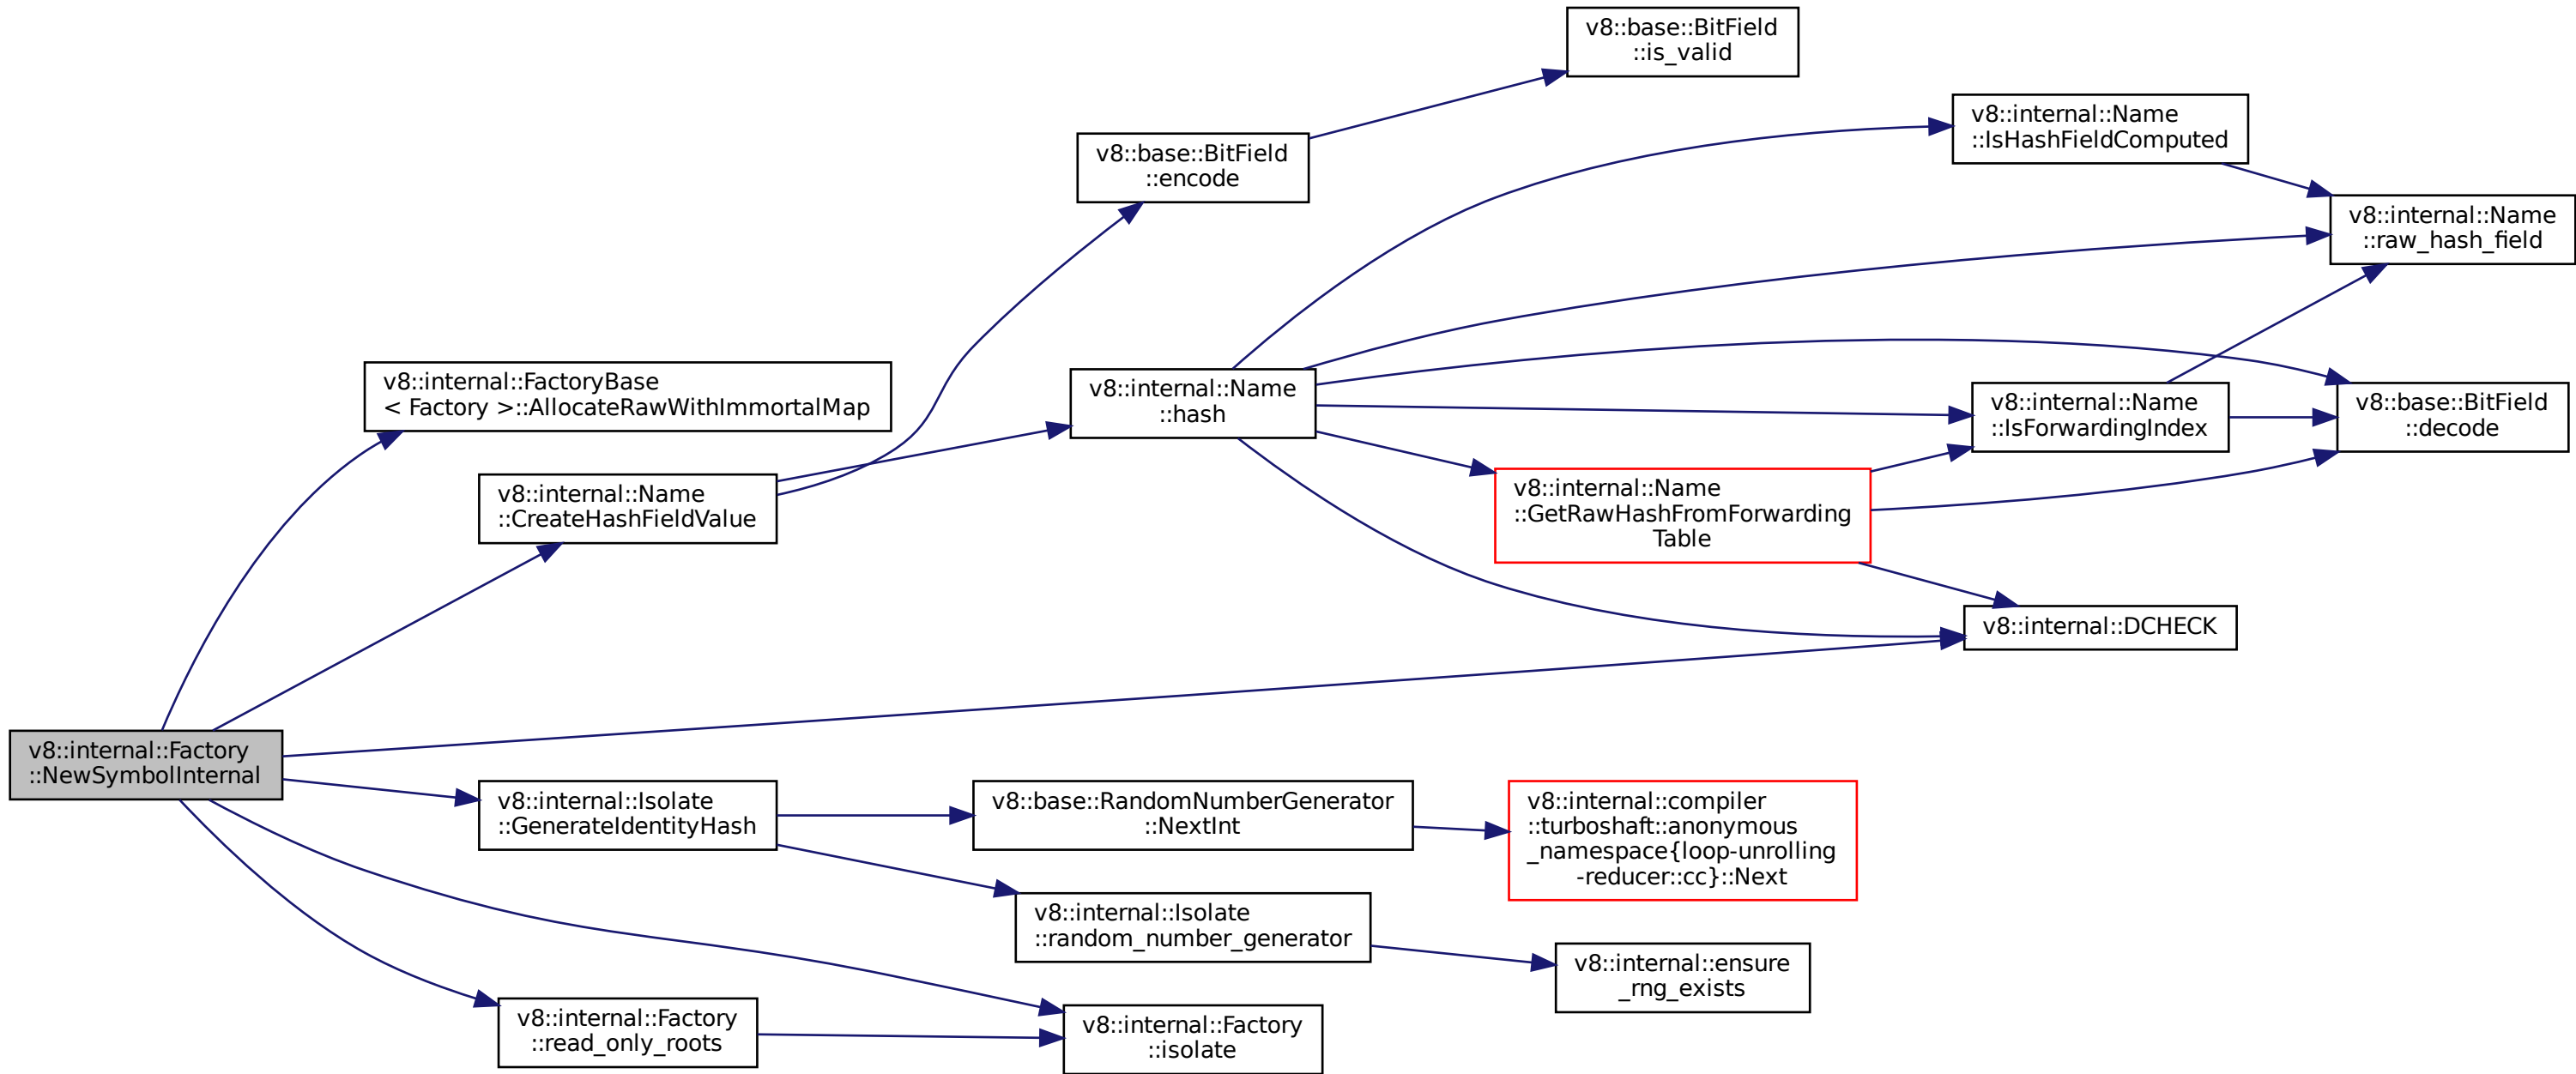 v8::internal::Factory
::NewSymbolInternal
v8::internal::FactoryBase
< Factory >::AllocateRawWithImmortalMap
v8::internal::Name
::CreateHashFieldValue
v8::base::BitField
::encode
v8::base::BitField
::is_valid
v8::internal::Name
::hash
v8::internal::Name
::IsHashFieldComputed
v8::internal::Name
::raw_hash_field
v8::internal::Name
::IsForwardingIndex
v8::base::BitField
::decode
v8::internal::Name
::GetRawHashFromForwarding
Table
v8::internal::DCHECK
v8::internal::Isolate
::GenerateIdentityHash
v8::base::RandomNumberGenerator
::NextInt
v8::internal::compiler
::turboshaft::anonymous
_namespace{loop-unrolling
-reducer::cc}::Next
v8::internal::Isolate
::random_number_generator
v8::internal::ensure
_rng_exists
v8::internal::Factory
::read_only_roots
v8::internal::Factory
::isolate